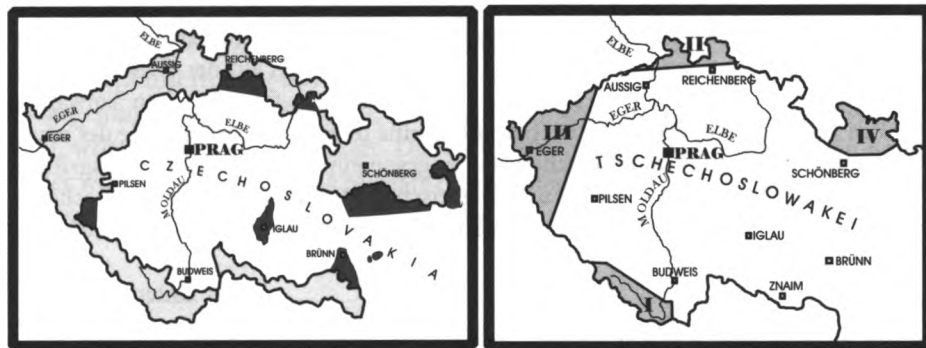 ELBE
AUSSIG
REICHENBERG
EGER
EGER
ELBE
PRAG
CZECHOSLOVAKIA
SCHÖNBERG
PILSEN
MOLDAU
IGLAU
BRÜNN
BUDWEIS
II
ELBE
REICHENBERG
AUSSIG
EGER
III
IV
ELBE
EGER
PRAG
TSCHECHOSLOWAKEI
SCHÖNBERG
PILSEN
MOLDAU
IGLAU
BRÜNN
BUDWEIS
ZNAIM
I